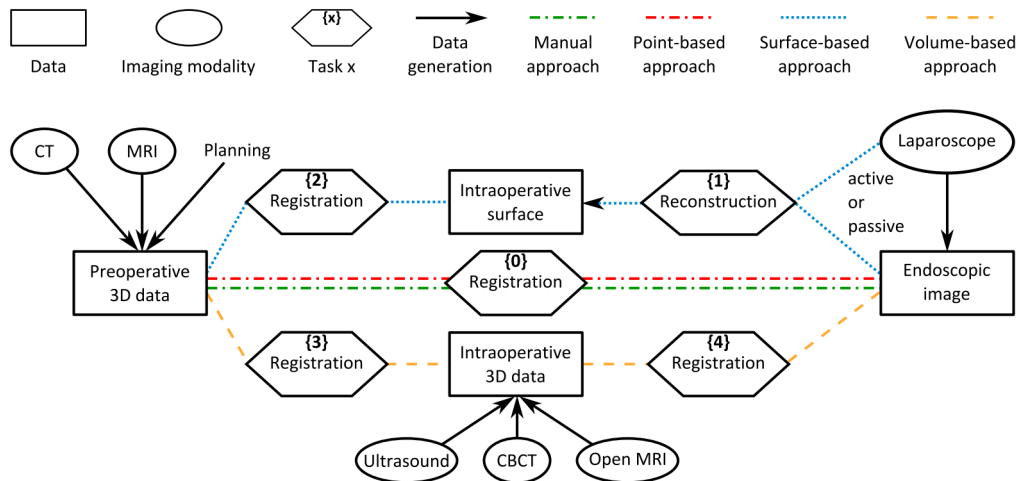 {x}
Data
Imaging modality
Task x
Data
generation
Manual
approach
Point-based
approach
Surface-based
approach
Volume-based
approach
CT
MRI
Planning
{2}
Registration
Intraoperative
surface
{1}
Reconstruction
Laparoscope
active
or
passive
Preoperative
3D data
{0}
Registration
Endoscopic
image
{3}
Registration
Intraoperative
3D data
{4}
Registration
Ultrasound
CBCT
Open MRI